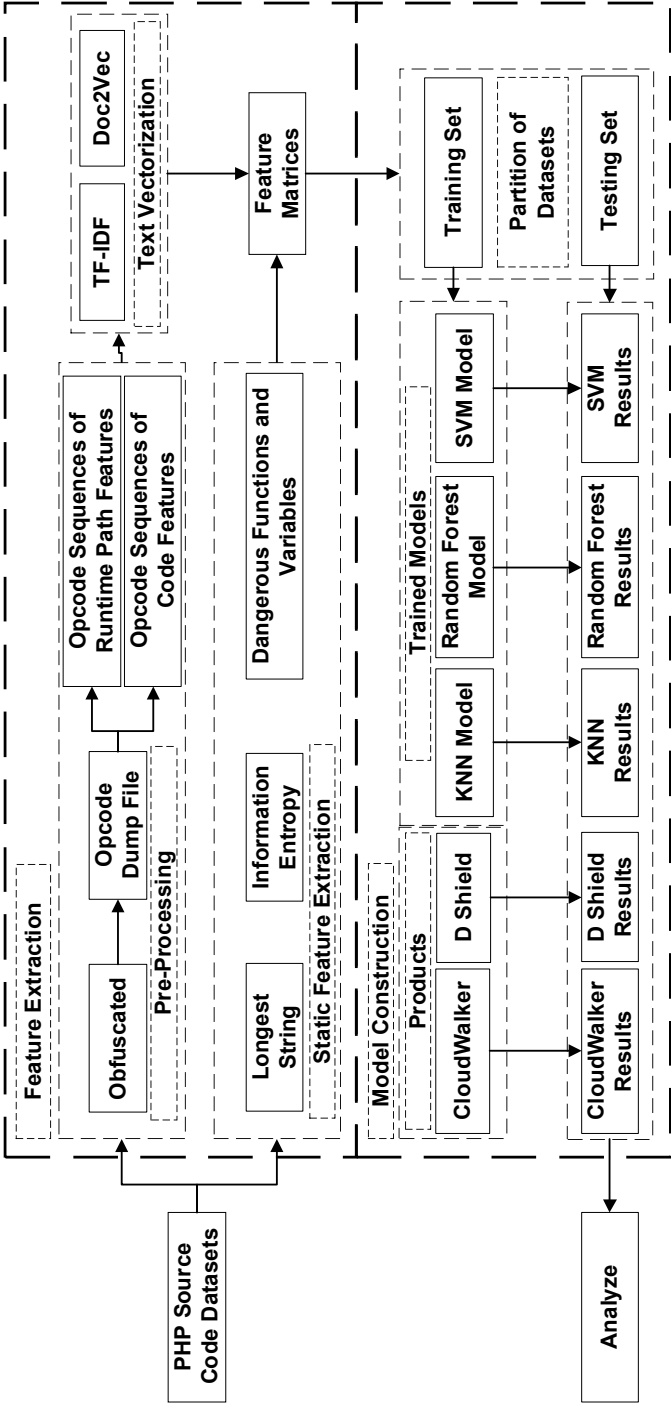 PHP Source
Code Datasets
Feature Extraction
Obfuscated
Opcode
Dump File
Pre-Processing
Opcode Sequences of
Runtime Path Features
Opcode Sequences of
Code Features
TF-IDF
Doc2Vec
Text Vectorization
Longest
String
Information
Entropy
Dangerous Functions and
Variables
Static Feature Extraction
Feature
Matrices
Model Construction
Products
CloudWalker
D Shield
Trained Models
KNN Model
Random Forest
Model
SVM Model
Training Set
Partition of
Datasets
Testing Set
CloudWalker
Results
D Shield
Results
KNN
Results
Random Forest
Results
SVM
Results
Analyze